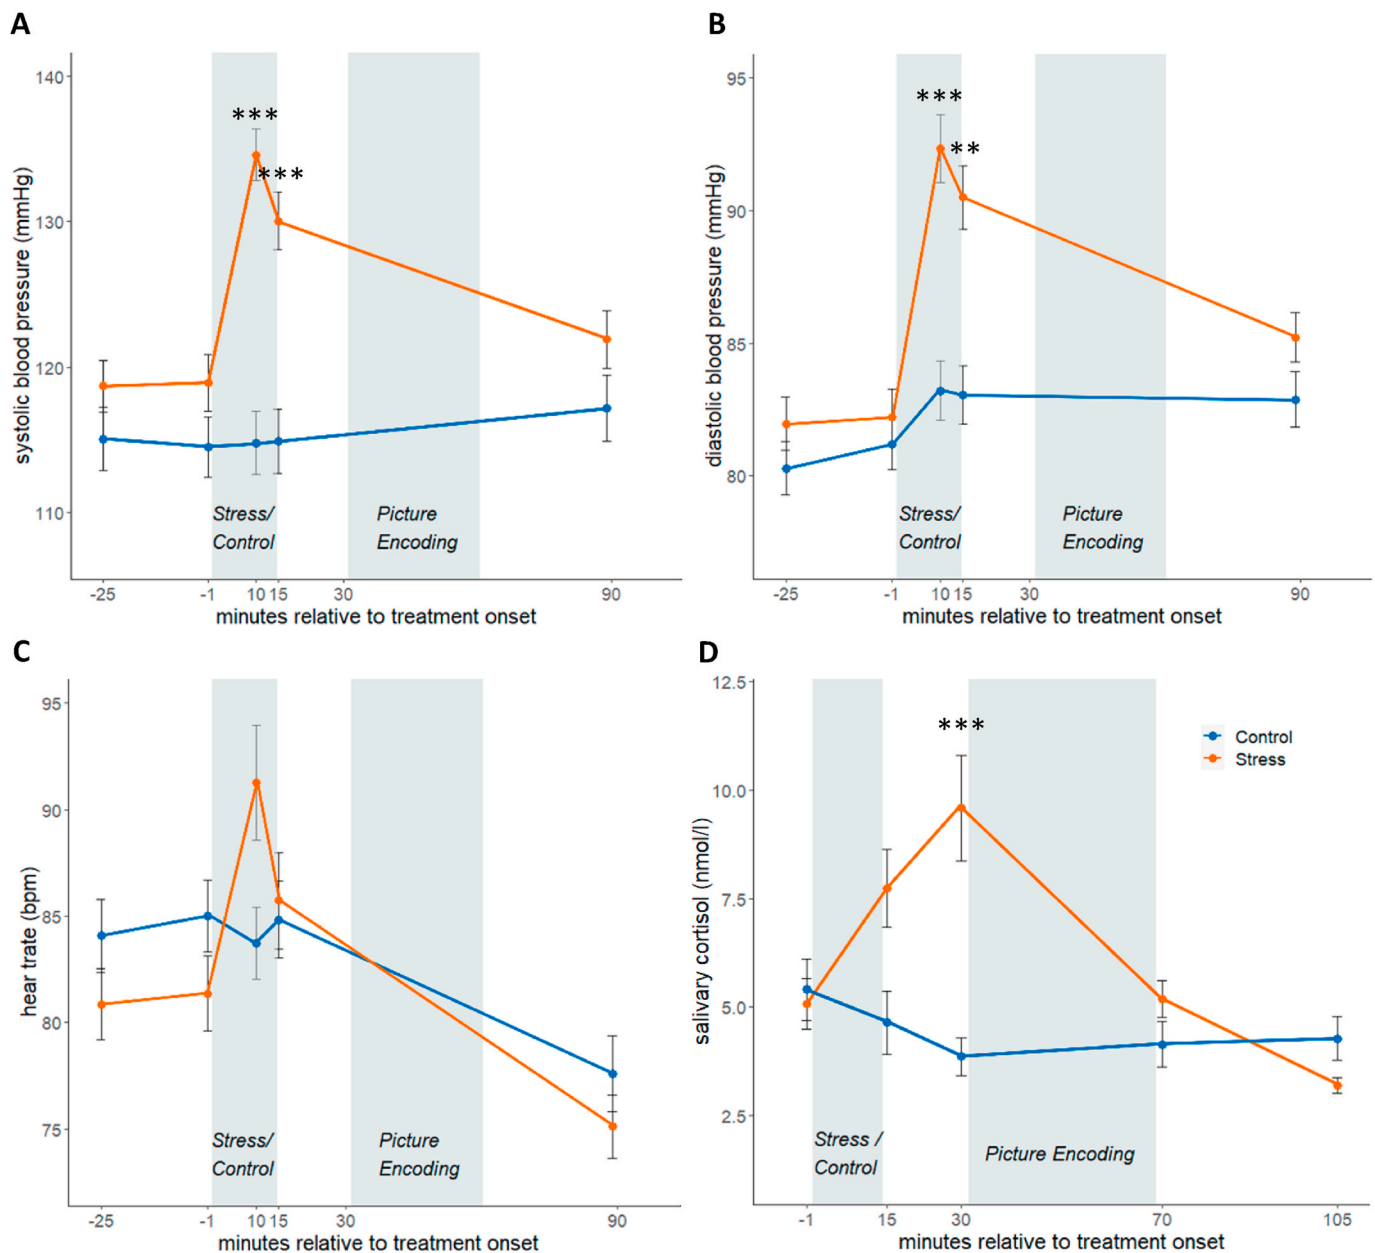 A
systolic blood pressure (mmHg)
140
130
120
110
***
***
Stress/
Control
Picture
Encoding
-25 -1 10 15 30 90
minutes relative to treatment onset
B
diastolic blood pressure (mmHg)
95
90
85
80
***
**
Stress/
Control
Picture
Encoding
-25 -1 10 15 30 90
minutes relative to treatment onset
C
hear trate (bpm)
95
90
85
80
75
Stress/
Control
Picture
Encoding
-25 -1 10 15 30 90
minutes relative to treatment onset
D
salivary cortisol (nmol/l)
12.5
10.0
7.5
5.0
2.5
***
Control
Stress
Stress /
Control
Picture Encoding
-1 15 30 70 105
minutes relative to treatment onset